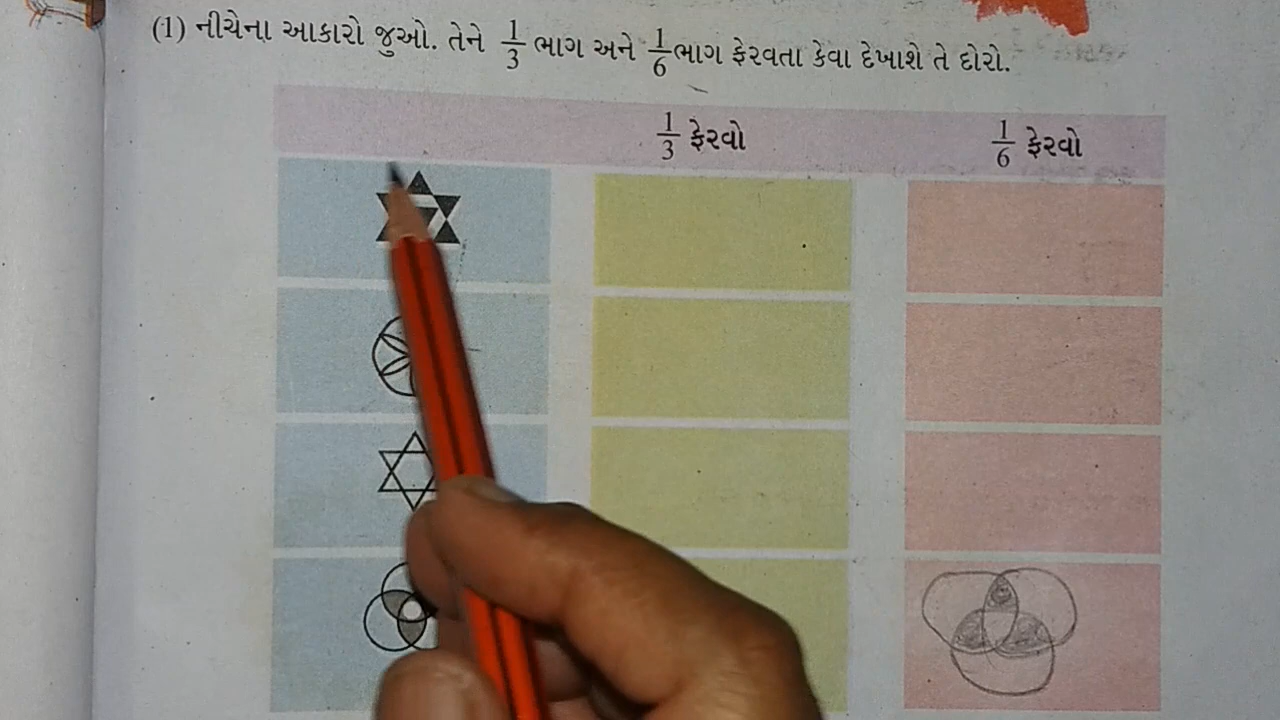 (1) નીચેના આકારો જુઓ. તેને 1/3 ભાગ અને 1/6 ભાગ ફેરવતા કેવા દેખાશે તે દોરો.
1/3 ફેરવો
1/6 ફેરવો